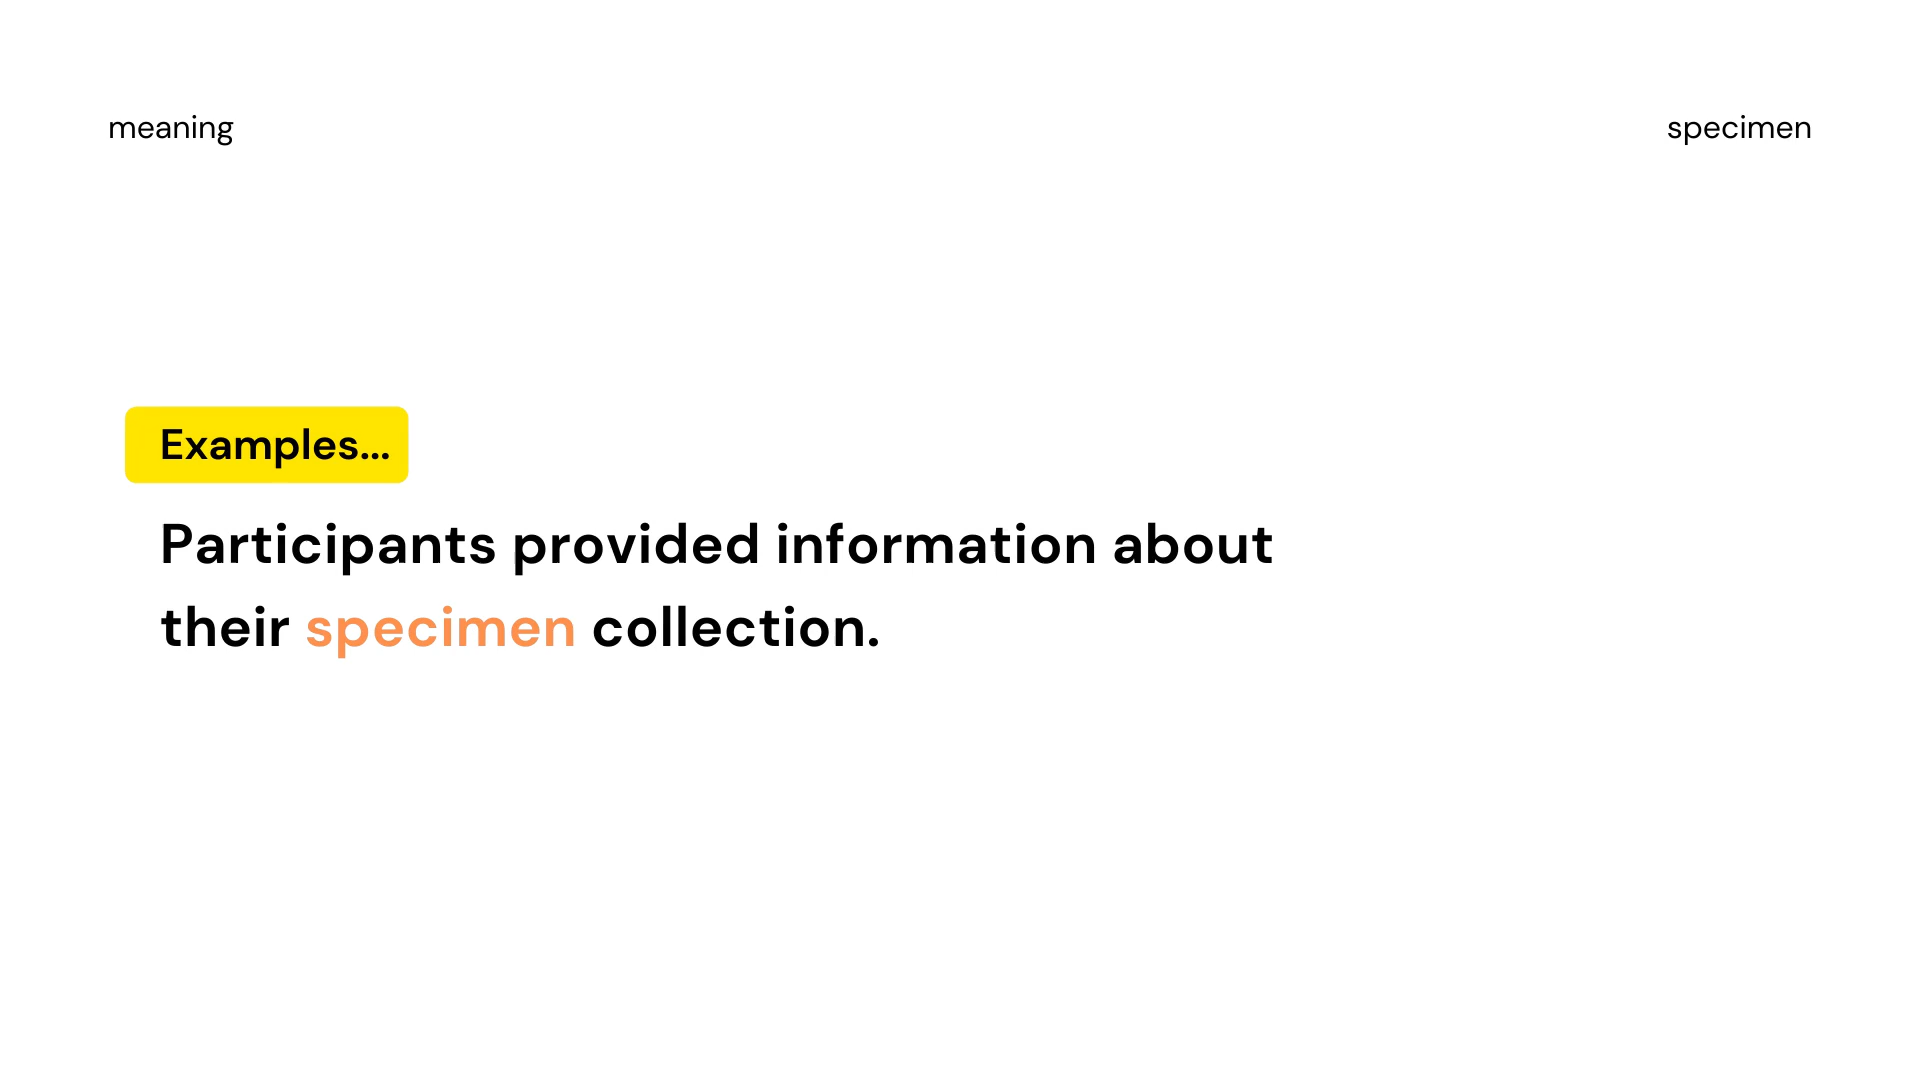 meaning
specimen
Examples...
Participants provided information about
their specimen collection.